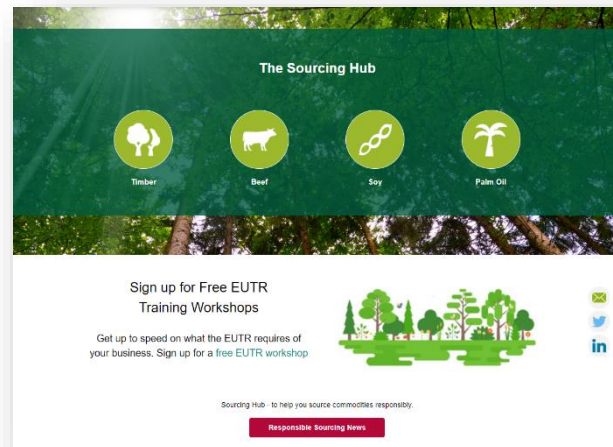 The Sourcing Hub
Timber
Beef
Soy
Palm Oil
Sign up for Free EUTR
Training Workshops
Get up to speed on what the EUTR requires of
your business. Sign up for a free EUTR workshop
in
Sourcing Hub - to help you source commodities responsibly.
Responsible Sourcing News